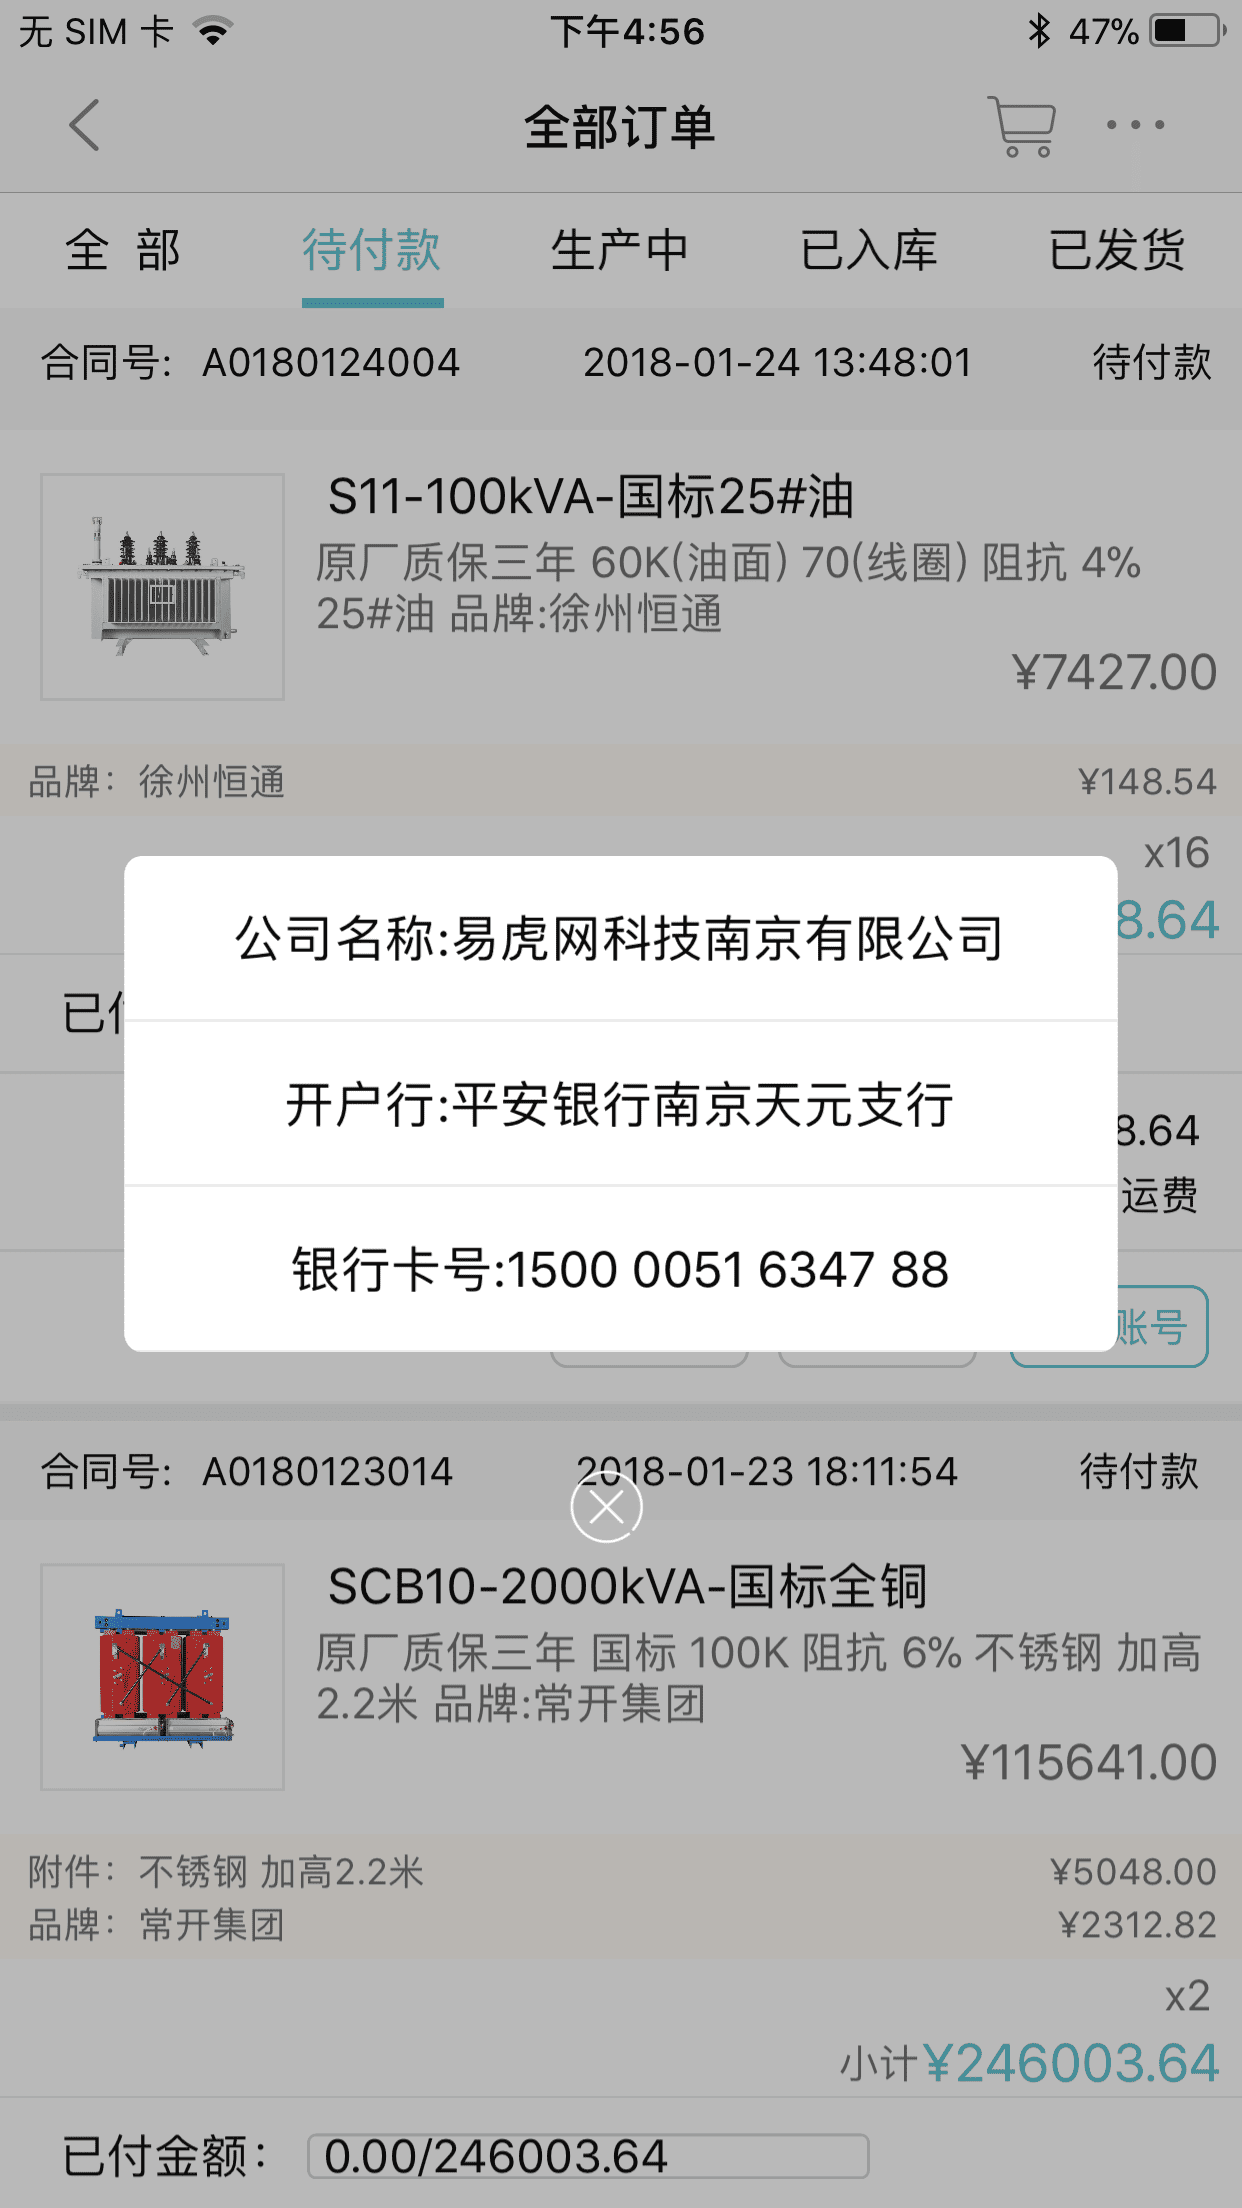 无 SIM 卡 下午4:56 47%
全部订单
全 部 待付款 生产中 已入库 已发货
合同号: A0180124004 2018-01-24 13:48:01 待付款
S11-100kVA-国标25#油
原厂质保三年 60K(油面) 70(线圈) 阻抗 4%
25#油 品牌:徐州恒通
¥7427.00
品牌: 徐州恒通 ¥148.54
x16
8.64
公司名称:易虎网科技南京有限公司
已
开户行:平安银行南京天元支行
8.64
运费
银行卡号:1500 0051 6347 88
账号
合同号: A0180123014 2018-01-23 18:11:54 待付款
SCB10-2000kVA-国标全铜
原厂质保三年 国标 100K 阻抗 6% 不锈钢 加高
2.2米 品牌:常开集团
¥115641.00
附件: 不锈钢 加高2.2米 ¥5048.00
品牌: 常开集团 ¥2312.82
x2
小计¥246003.64
已付金额: 0.00/246003.64